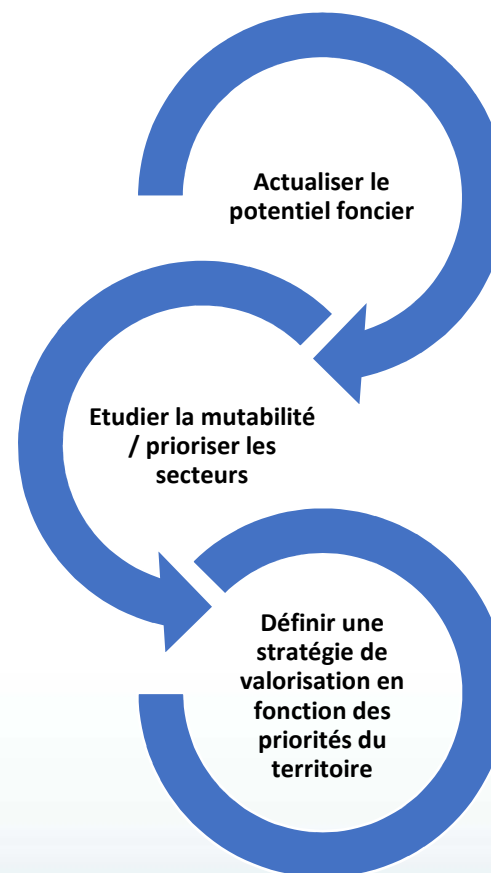 Actualiser le
potentiel foncier
Etudier la mutabilité
/ prioriser les
secteurs
Définir une
stratégie de
valorisation en
fonction des
priorités du
territoire